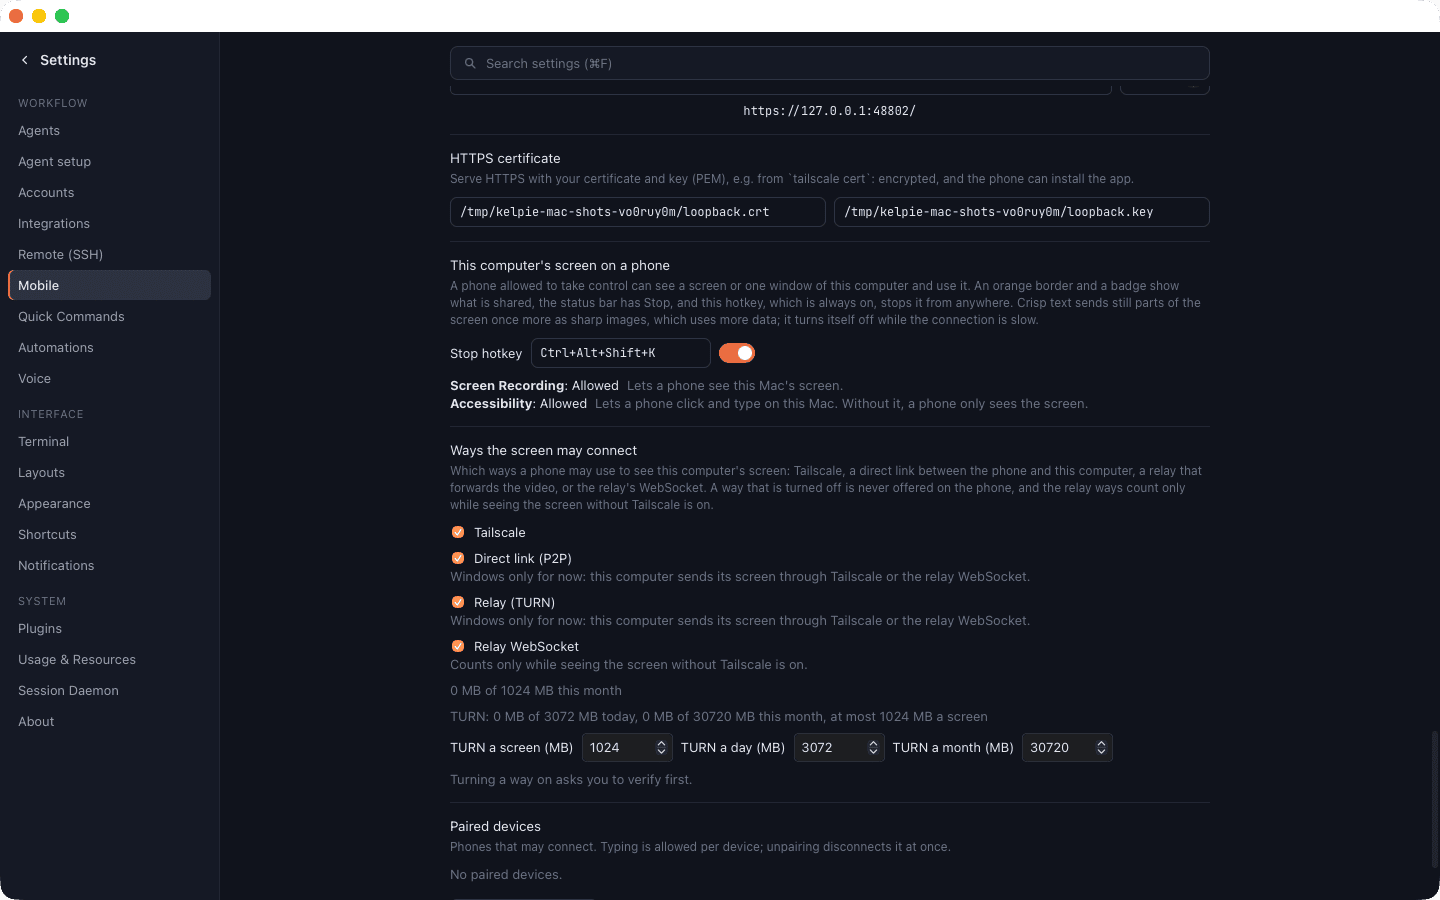 Settings
WORKFLOW
Agents
Agent setup
Accounts
Integrations
Remote (SSH)
Mobile
Quick Commands
Automations
Voice
INTERFACE
Terminal
Layouts
Appearance
Shortcuts
Notifications
SYSTEM
Plugins
Usage & Resources
Session Daemon
About
Search settings (⌘F)
https://127.0.0.1:48802/
HTTPS certificate
Serve HTTPS with your certificate and key (PEM), e.g. from `tailscale cert`: encrypted, and the phone can install the app.
/tmp/kelpie-mac-shots-vo0ruy0m/loopback.crt
/tmp/kelpie-mac-shots-vo0ruy0m/loopback.key
This computer's screen on a phone
A phone allowed to take control can see a screen or one window of this computer and use it. An orange border and a badge show
what is shared, the status bar has Stop, and this hotkey, which is always on, stops it from anywhere. Crisp text sends still parts of the
screen once more as sharp images, which uses more data; it turns itself off while the connection is slow.
Stop hotkey Ctrl+Alt+Shift+K
Screen Recording: Allowed Lets a phone see this Mac's screen.
Accessibility: Allowed Lets a phone click and type on this Mac. Without it, a phone only sees the screen.
Ways the screen may connect
Which ways a phone may use to see this computer's screen: Tailscale, a direct link between the phone and this computer, a relay that
forwards the video, or the relay's WebSocket. A way that is turned off is never offered on the phone, and the relay ways count only
while seeing the screen without Tailscale is on.
Tailscale
Direct link (P2P)
Windows only for now: this computer sends its screen through Tailscale or the relay WebSocket.
Relay (TURN)
Windows only for now: this computer sends its screen through Tailscale or the relay WebSocket.
Relay WebSocket
Counts only while seeing the screen without Tailscale is on.
0 MB of 1024 MB this month
TURN: 0 MB of 3072 MB today, 0 MB of 30720 MB this month, at most 1024 MB a screen
TURN a screen (MB) 1024 TURN a day (MB) 3072 TURN a month (MB) 30720
Turning a way on asks you to verify first.
Paired devices
Phones that may connect. Typing is allowed per device; unpairing disconnects it at once.
No paired devices.